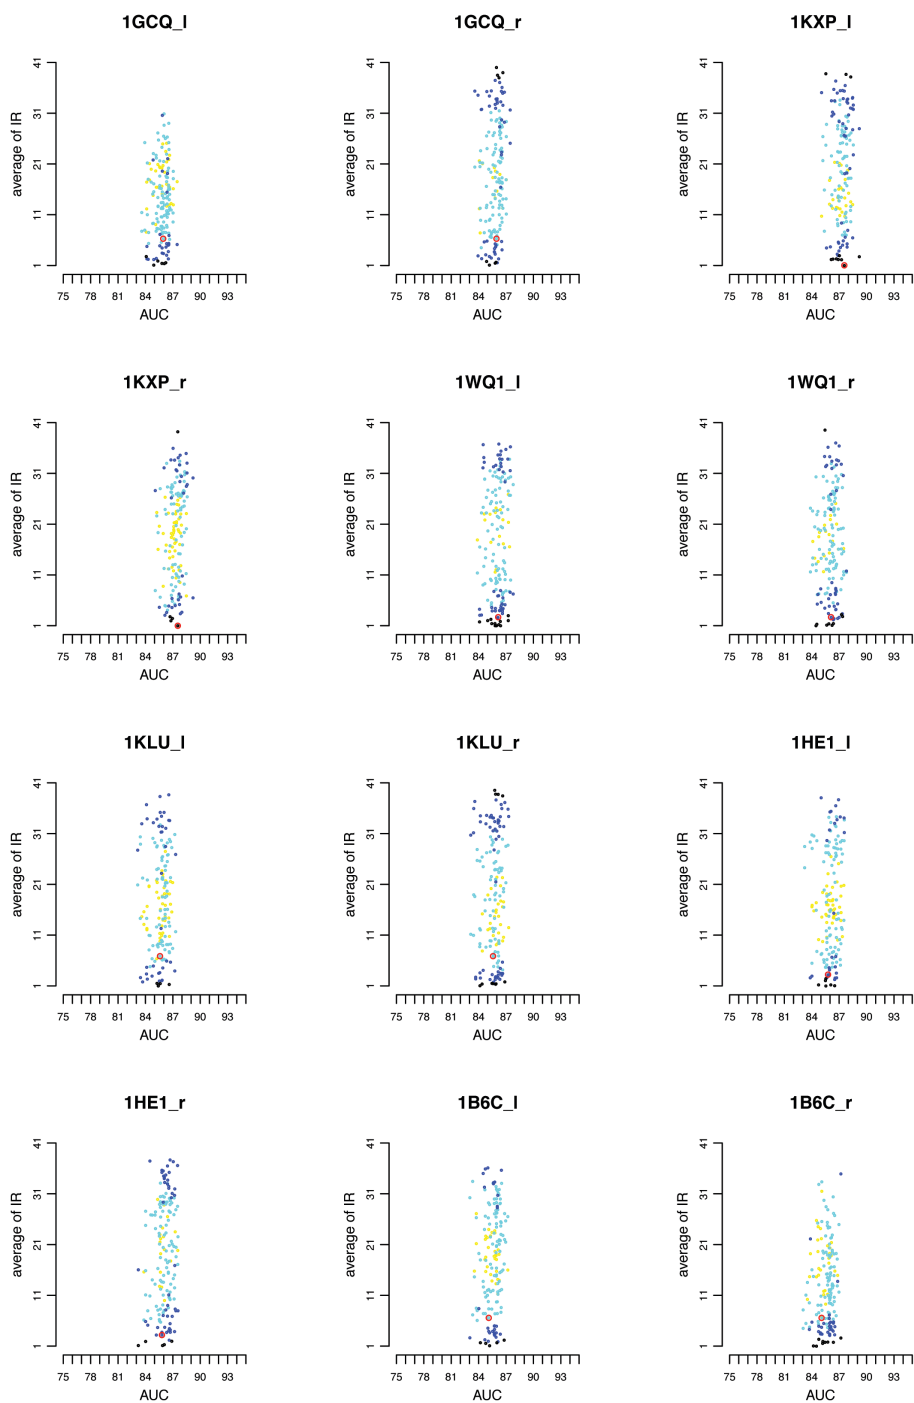 1GCQ_l 1GCQ_r 1KXP_l
41 41 41
31 31 31
21 21 21
11 11 11
1 1 1
average of IR average of IR average of IR
75 78 81 84 87 90 93 75 78 81 84 87 90 93 75 78 81 84 87 90 93
AUC AUC AUC
1KXP_r 1WQ1_l 1WQ1_r
41 41 41
31 31 31
21 21 21
11 11 11
1 1 1
average of IR average of IR average of IR
75 78 81 84 87 90 93 75 78 81 84 87 90 93 75 78 81 84 87 90 93
AUC AUC AUC
1KLU_l 1KLU_r 1HE1_l
41 41 41
31 31 31
21 21 21
11 11 11
1 1 1
average of IR average of IR average of IR
75 78 81 84 87 90 93 75 78 81 84 87 90 93 75 78 81 84 87 90 93
AUC AUC AUC
1HE1_r 1B6C_l 1B6C_r
41 41 41
31 31 31
21 21 21
11 11 11
1 1 1
average of IR average of IR average of IR
75 78 81 84 87 90 93 75 78 81 84 87 90 93 75 78 81 84 87 90 93
AUC AUC AUC